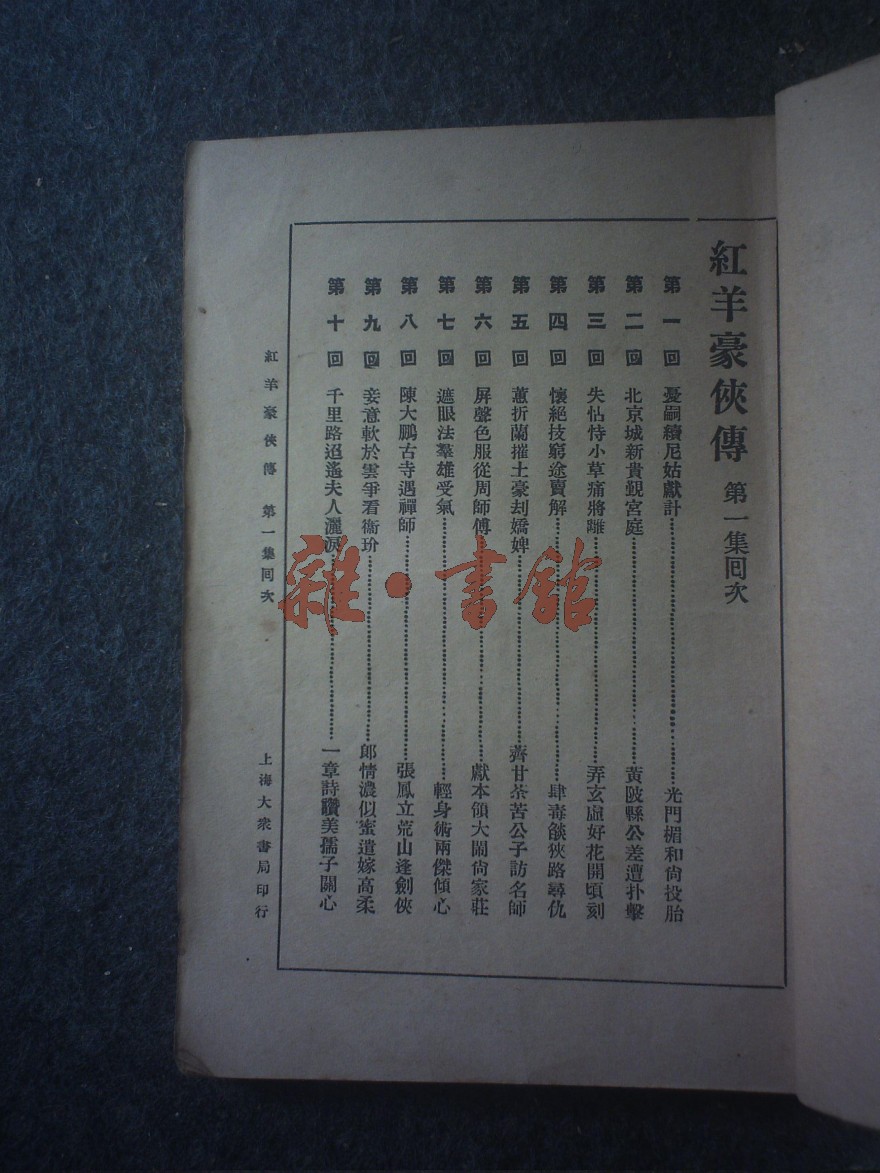 紅羊豪俠傳 第一集回次
第一回 憂嗣續尼姑獻計……光門楣和尚投胎
第二回 北京城新貴覲宮庭……黃陂縣公差遭扑擊
第三回 失怙恃小草痛將離……弄玄虛好花開頃刻
第四回 懷絕技窮途賣解……肆毒燄狹路尋仇
第五回 蕙折蘭摧土豪刦嬌婢……薺甘荼苦公子訪名師
第六回 屏聲色服從周師傅……獻本領大鬧尙家莊
第七回 遮眼法羣雄受氣……輕身術兩傑傾心
第八回 陳大鵬古寺遇禪師……張鳳立荒山逢劍俠
第九回 妾意軟於雲爭看衞玠……郎情濃似蜜遣嫁高柔
第十回 千里路迢遙夫人灑淚……一章詩讚美孺子關心
紅羊豪俠傳 第一集回次
上海大衆書局印行
雜·書館